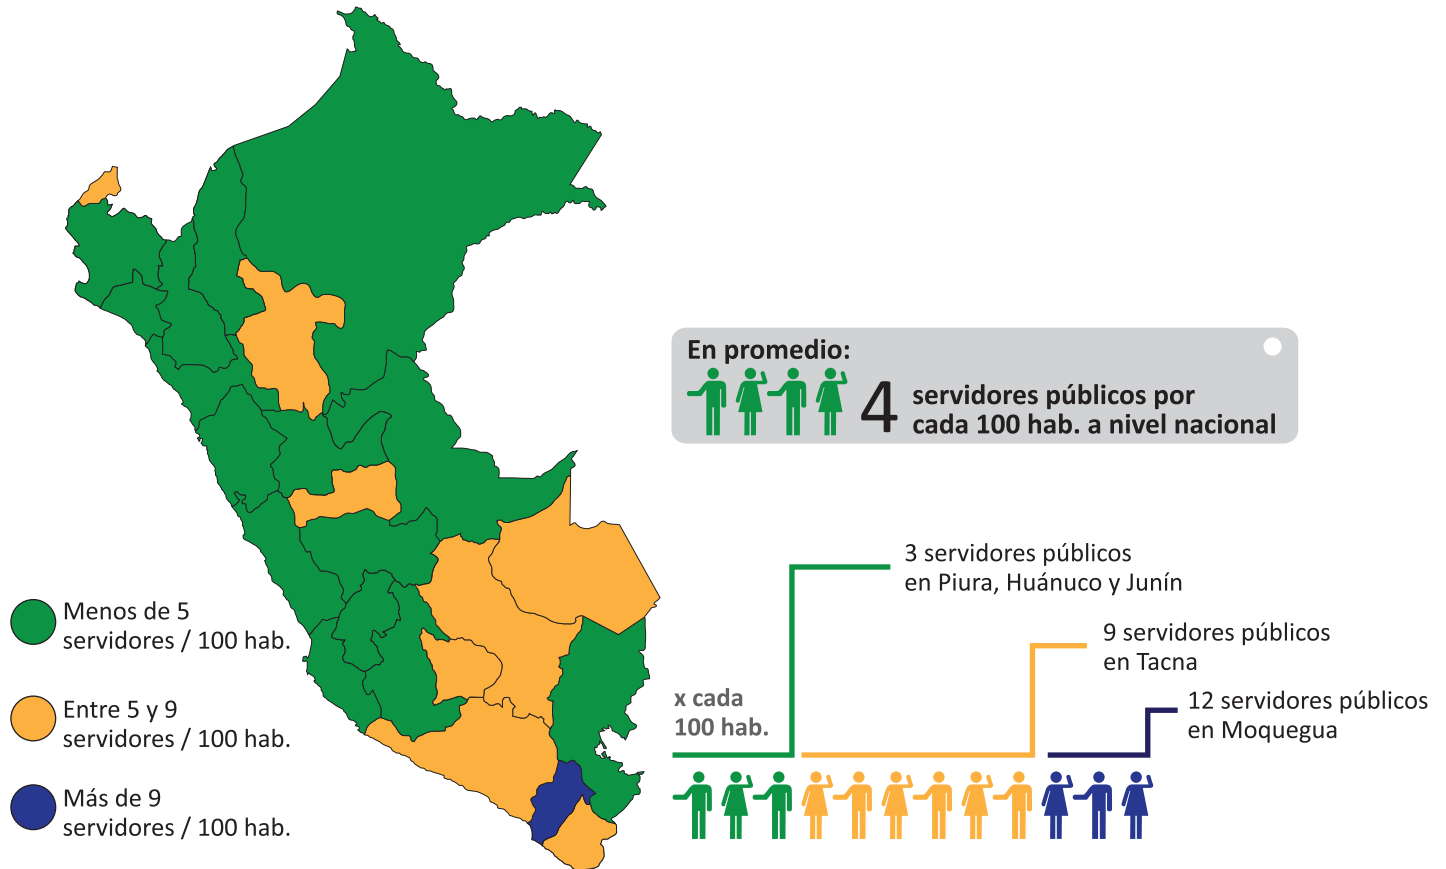 En promedio:
4
servidores públicos por
cada 100 hab. a nivel nacional
Menos de 5
servidores / 100 hab.
Entre 5 y 9
servidores / 100 hab.
Más de 9
servidores / 100 hab.
3 servidores públicos
en Piura, Huánuco y Junín
9 servidores públicos
en Tacna
12 servidores públicos
en Moquegua
x cada
100 hab.